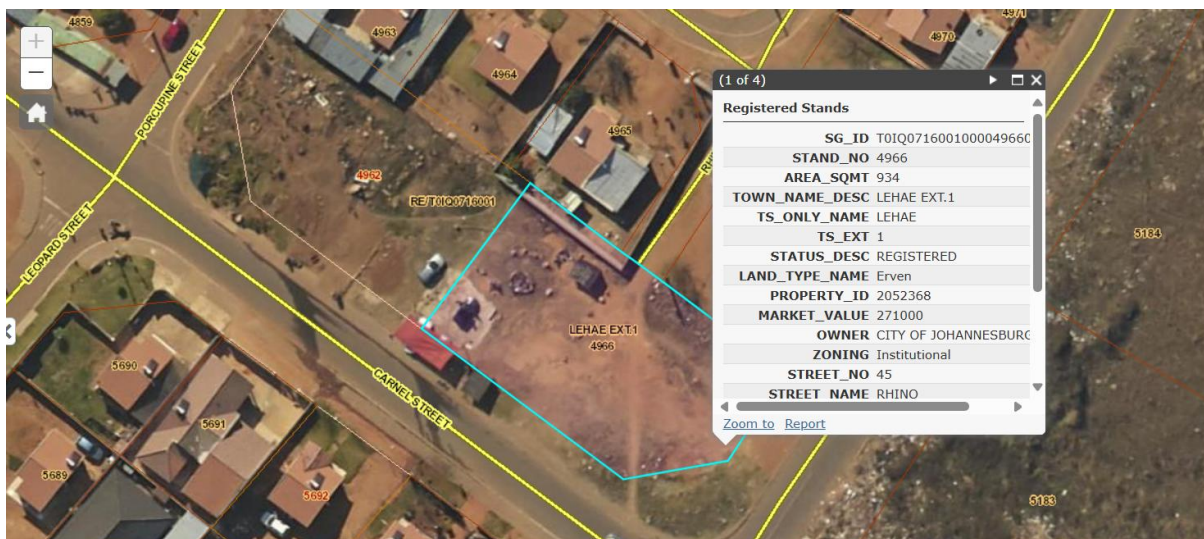 4859
4963
4971
4970
PORCUPINE STREET
4964
4965
4962
RE/T0IQ0716001
LEOPARD STREET
LEHAE EXT.1
4966
CARNEL STREET
5690
5691
5689
5692
5184
5183
(1 of 4)
Registered Stands
SG_ID T0IQ0716001000049660
STAND_NO 4966
AREA_SQMT 934
TOWN_NAME_DESC LEHAE EXT.1
TS_ONLY_NAME LEHAE
TS_EXT 1
STATUS_DESC REGISTERED
LAND_TYPE_NAME Erven
PROPERTY_ID 2052368
MARKET_VALUE 271000
OWNER CITY OF JOHANNESBURG
ZONING Institutional
STREET_NO 45
STREET_NAME RHINO
Zoom to Report